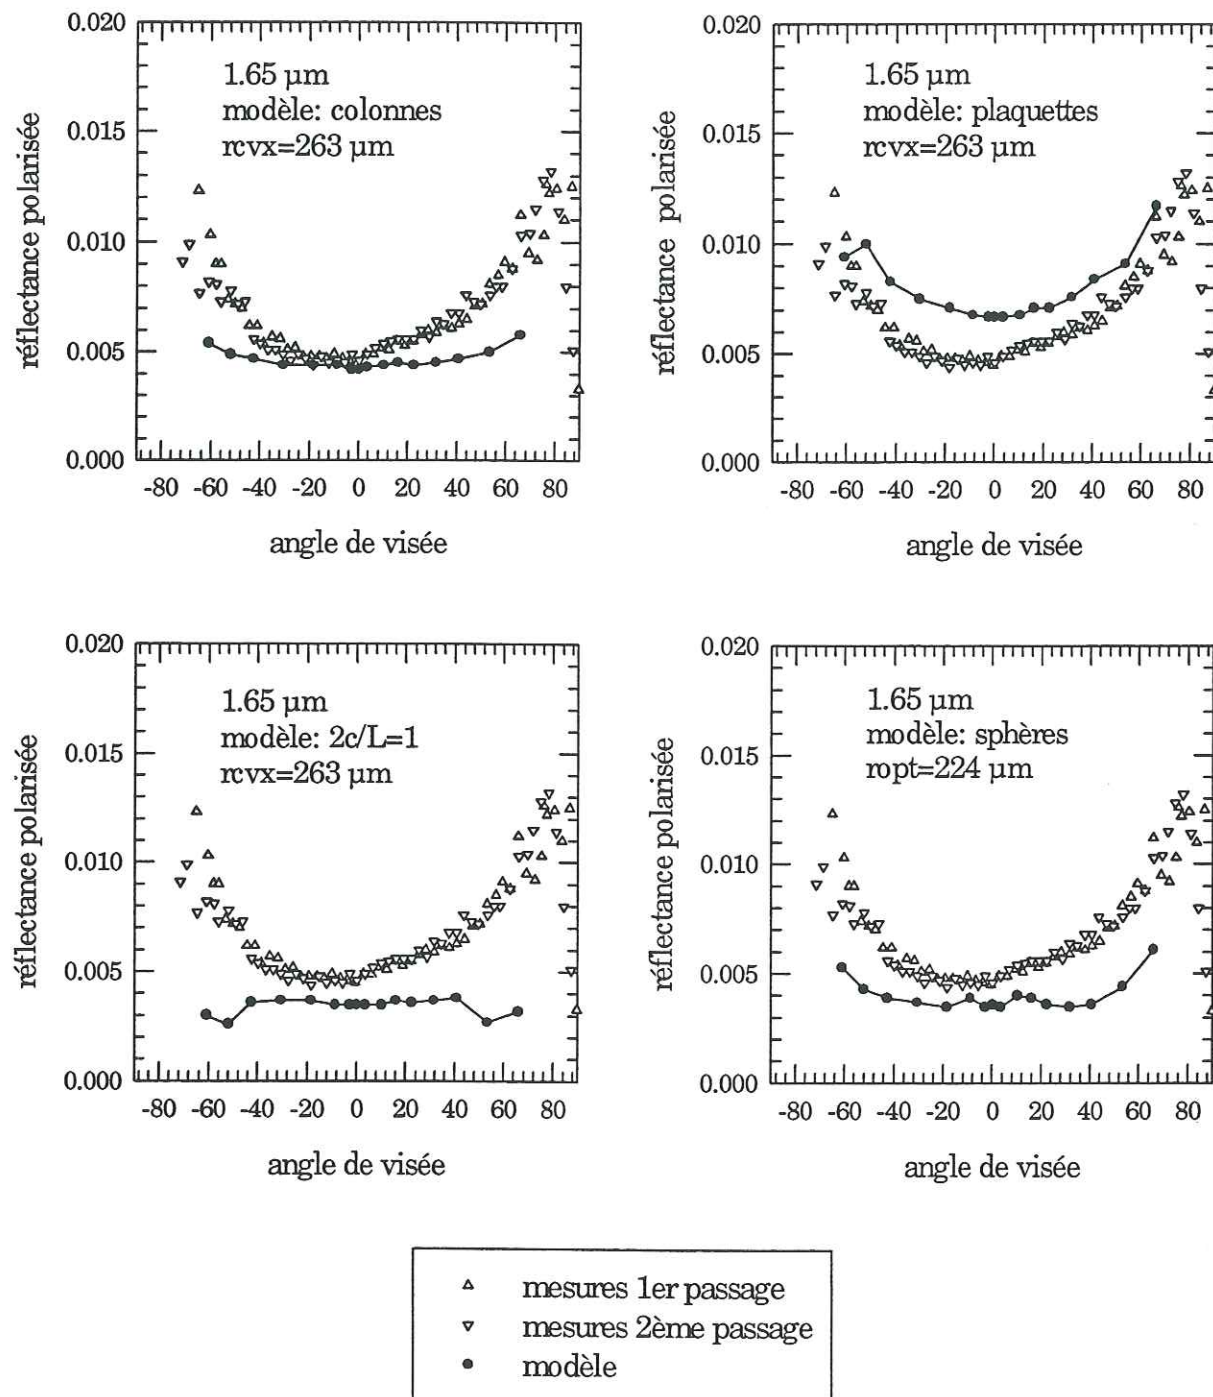 0.020
0.015
0.010
0.005
0.000
réflectance polarisée
1.65 µm
modèle: colonnes
rcvx=263 µm
-80 -60 -40 -20 0 20 40 60 80
angle de visée
0.020
0.015
0.010
0.005
0.000
réflectance polarisée
1.65 µm
modèle: plaquettes
rcvx=263 µm
-80 -60 -40 -20 0 20 40 60 80
angle de visée
0.020
0.015
0.010
0.005
0.000
réflectance polarisée
1.65 µm
modèle: 2c/L=1
rcvx=263 µm
-80 -60 -40 -20 0 20 40 60 80
angle de visée
0.020
0.015
0.010
0.005
0.000
réflectance polarisée
1.65 µm
modèle: sphères
ropt=224 µm
-80 -60 -40 -20 0 20 40 60 80
angle de visée
mesures 1er passage
mesures 2ème passage
modèle